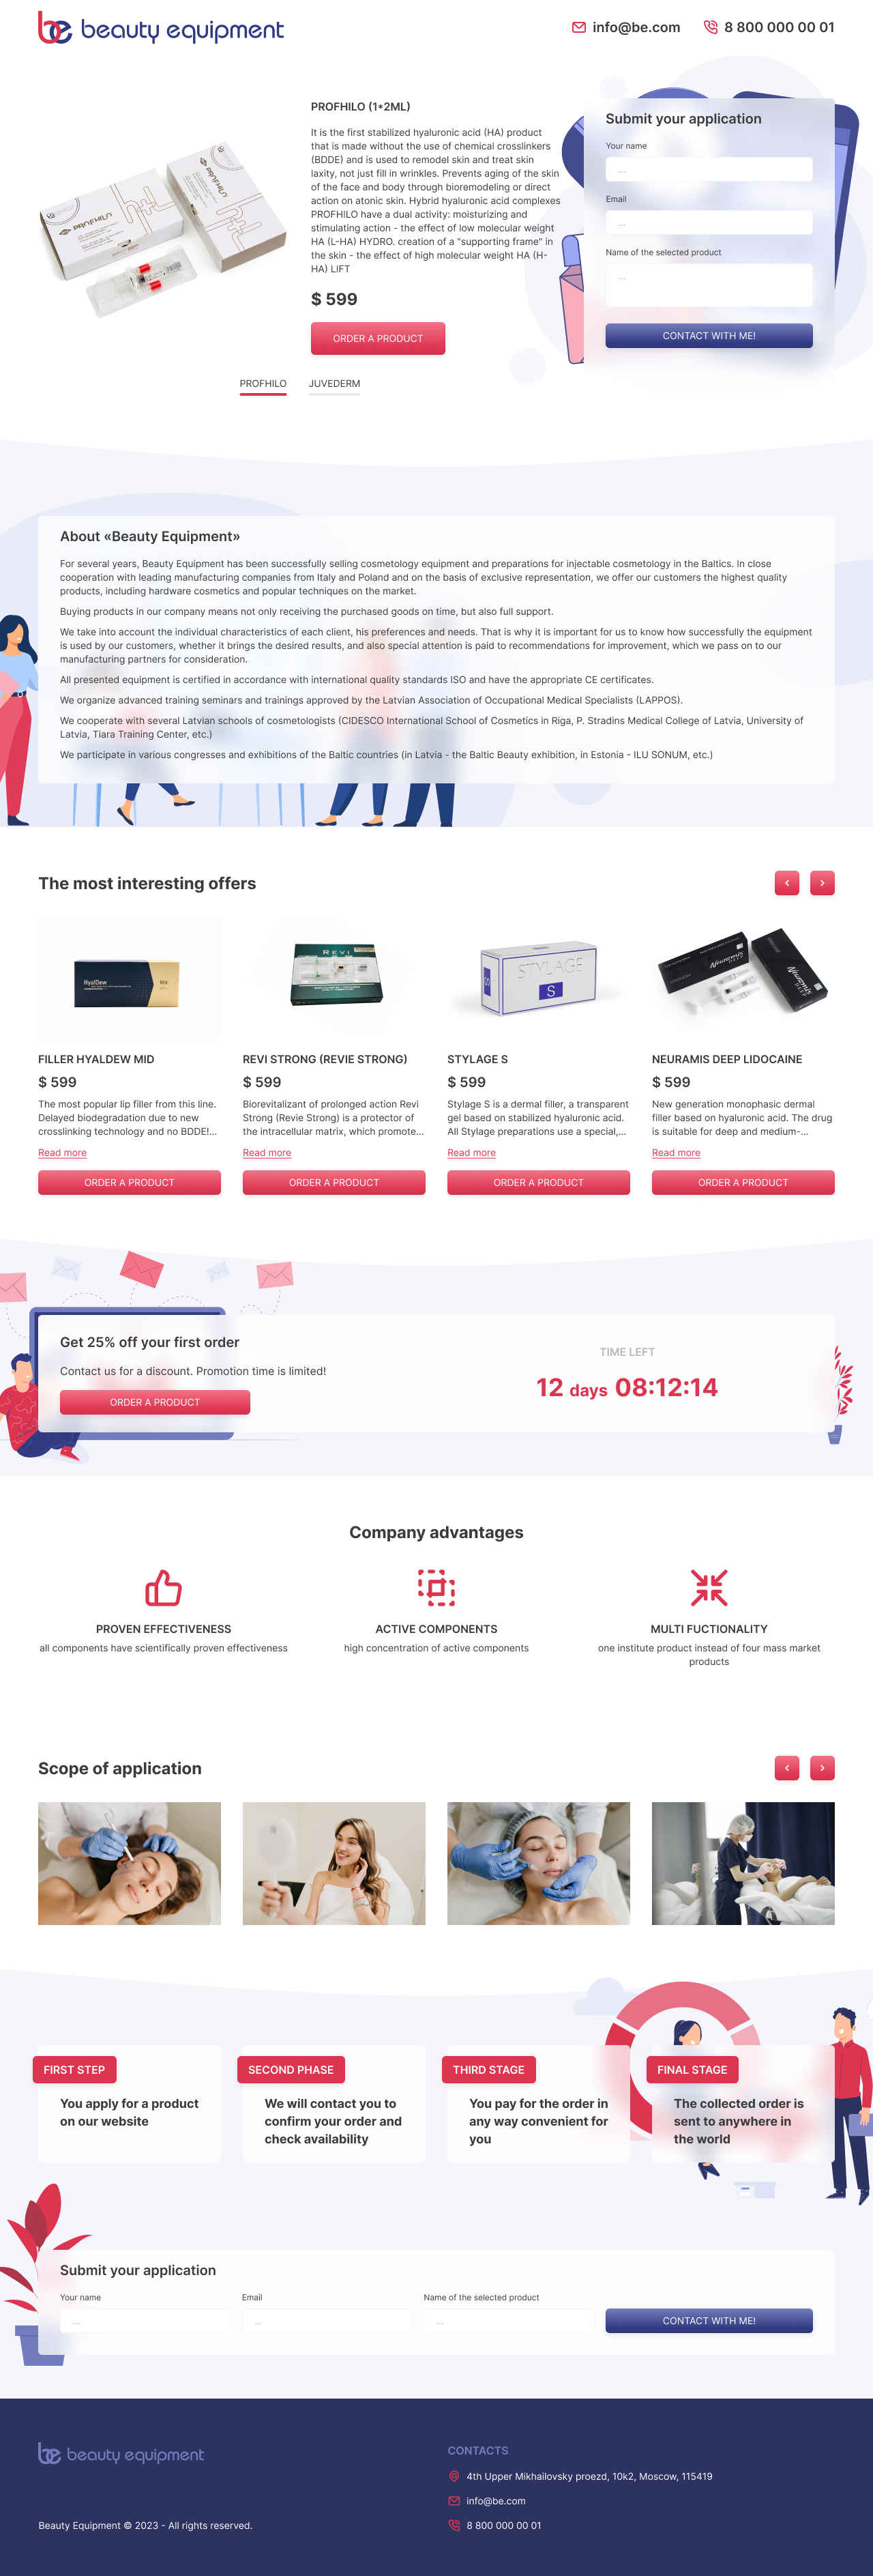 be beauty equipment
info@be.com
8 800 000 00 01
PROFHILO (1*2ML)
It is the first stabilized hyaluronic acid (HA) product
that is made without the use of chemical crosslinkers
(BDDE) and is used to remodel skin and treat skin
laxity, not just fill in wrinkles. Prevents aging of the skin
of the face and body through bioremodeling or direct
action on atonic skin. Hybrid hyaluronic acid complexes
PROFHILO have a dual activity: moisturizing and
stimulating action - the effect of low molecular weight
HA (L-HA) HYDRO. creation of a "supporting frame" in
the skin - the effect of high molecular weight HA (H-
HA) LIFT
$ 599
ORDER A PRODUCT
PROFHILO
PROFHILO
Submit your application
Your name
...
Email
...
Name of the selected product
...
CONTACT WITH ME!
PROFHILO
JUVEDERM
About «Beauty Equipment»
For several years, Beauty Equipment has been successfully selling cosmetology equipment and preparations for injectable cosmetology in the Baltics. In close
cooperation with leading manufacturing companies from Italy and Poland and on the basis of exclusive representation, we offer our customers the highest quality
products, including hardware cosmetics and popular techniques on the market.
Buying products in our company means not only receiving the purchased goods on time, but also full support.
We take into account the individual characteristics of each client, his preferences and needs. That is why it is important for us to know how successfully the equipment
is used by our customers, whether it brings the desired results, and also special attention is paid to recommendations for improvement, which we pass on to our
manufacturing partners for consideration.
All presented equipment is certified in accordance with international quality standards ISO and have the appropriate CE certificates.
We organize advanced training seminars and trainings approved by the Latvian Association of Occupational Medical Specialists (LAPPOS).
We cooperate with several Latvian schools of cosmetologists (CIDESCO International School of Cosmetics in Riga, P. Stradins Medical College of Latvia, University of
Latvia, Tiara Training Center, etc.)
We participate in various congresses and exhibitions of the Baltic countries (in Latvia - the Baltic Beauty exhibition, in Estonia - ILU SONUM, etc.)
The most interesting offers
HyalDew
Mid
REVI
STYLAGE
S
Neuramis
DEEP
Neuramis
DEEP
FILLER HYALDEW MID
$ 599
The most popular lip filler from this line.
Delayed biodegradation due to new
crosslinking technology and no BDDE!...
Read more
ORDER A PRODUCT
REVI STRONG (REVIE STRONG)
$ 599
Biorevitalizant of prolonged action Revi
Strong (Revie Strong) is a protector of
the intracellular matrix, which promote...
Read more
ORDER A PRODUCT
STYLAGE S
$ 599
Stylage S is a dermal filler, a transparent
gel based on stabilized hyaluronic acid.
All Stylage preparations use a special,...
Read more
ORDER A PRODUCT
NEURAMIS DEEP LIDOCAINE
$ 599
New generation monophasic dermal
filler based on hyaluronic acid. The drug
is suitable for deep and medium-...
Read more
ORDER A PRODUCT
Get 25% off your first order
Contact us for a discount. Promotion time is limited!
ORDER A PRODUCT
TIME LEFT
12 days 08:12:14
Company advantages
PROVEN EFFECTIVENESS
all components have scientifically proven effectiveness
ACTIVE COMPONENTS
high concentration of active components
MULTI FUCTIONALITY
one institute product instead of four mass market
products
Scope of application
FIRST STEP
You apply for a product
on our website
SECOND PHASE
We will contact you to
confirm your order and
check availability
THIRD STAGE
You pay for the order in
any way convenient for
you
FINAL STAGE
The collected order is
sent to anywhere in
the world
Submit your application
Your name
...
Email
...
Name of the selected product
...
CONTACT WITH ME!
be beauty equipment
Beauty Equipment © 2023 - All rights reserved.
CONTACTS
4th Upper Mikhailovsky proezd, 10k2, Moscow, 115419
info@be.com
8 800 000 00 01